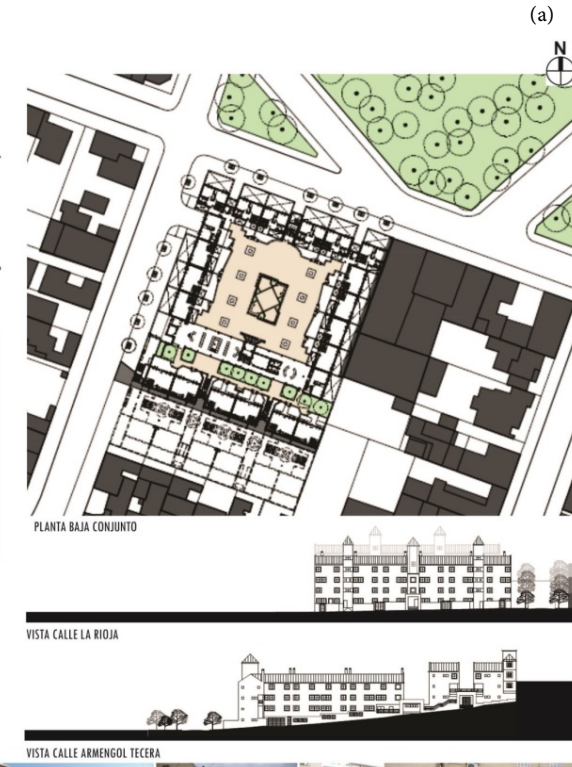 (a)
N
PLANTA BAJA CONJUNTO
VISTA CALLE LA RIOJA
VISTA CALLE ARMENGOL TECERA